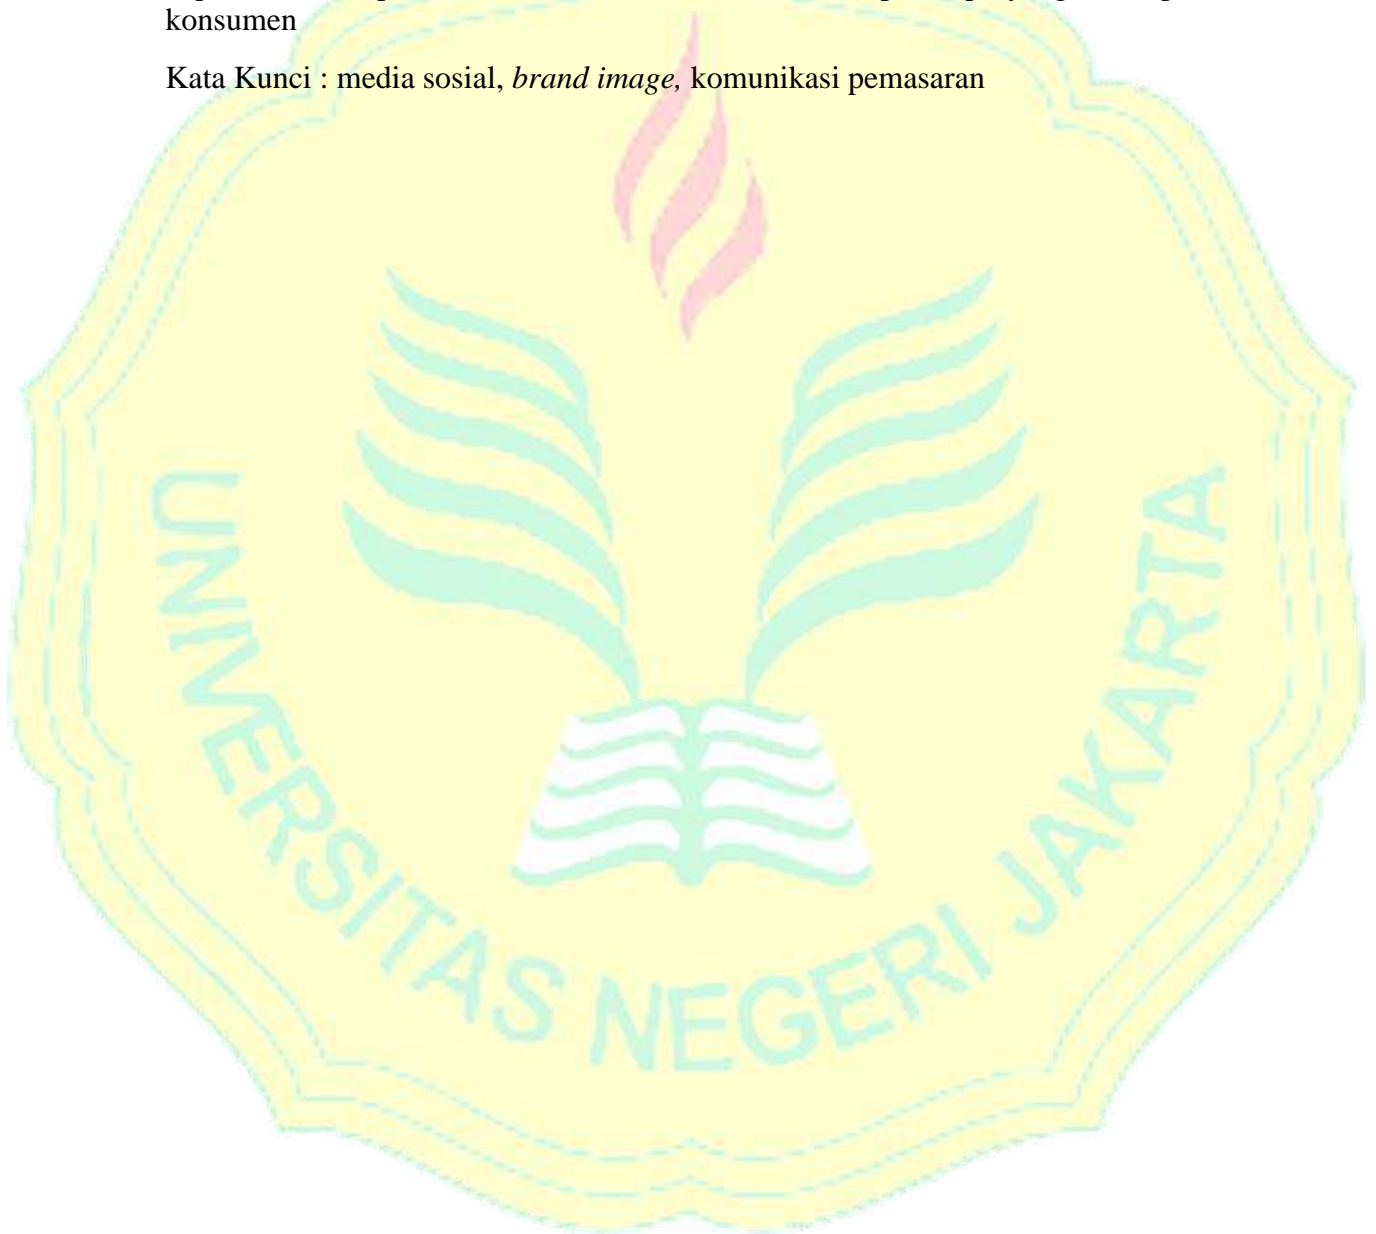 konsumen
Kata Kunci : media sosial, brand image, komunikasi pemasaran
UNIVERSITAS NEGERI JAKARTA